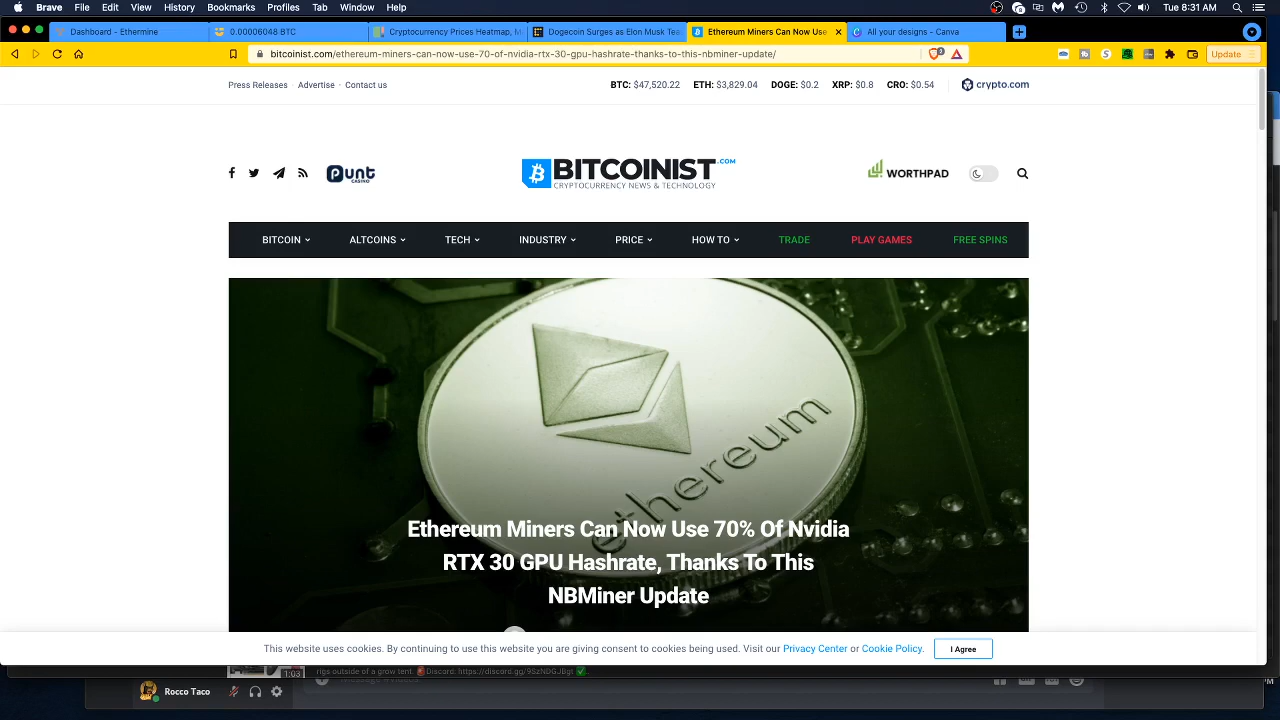 Brave File Edit View History Bookmarks Profiles Tab Window Help Tue 8:31 AM
Dashboard - Ethermine 0.00006048 BTC Cryptocurrency Prices Heatmap, M Dogecoin Surges as Elon Musk Tea Ethereum Miners Can Now Use All your designs - Canva
bitcoinist.com/ethereum-miners-can-now-use-70-of-nvidia-rtx-30-gpu-hashrate-thanks-to-this-nbminer-update/ 3 Update
Press Releases Advertise · Contact us BTC: $47,520.22 ETH: $3,829.04 DOGE: $0.2 XRP: $0.8 CRO: $0.54 crypto.com
Punt CASINO BITCOINIST .COM WORTHPAD
CRYPTOCURRENCY NEWS & TECHNOLOGY
BITCOIN ALTCOINS TECH INDUSTRY PRICE HOW TO TRADE PLAY GAMES FREE SPINS
ethereum
Ethereum Miners Can Now Use 70% Of Nvidia
RTX 30 GPU Hashrate, Thanks To This
NBMiner Update
This website uses cookies. By continuing to use this website you are giving consent to cookies being used. Visit our Privacy Center or Cookie Policy. I Agree
1:03 rigs outside of a grow tent Discord: https://discord.gg/9SzNDGJBgt
Rocco Taco